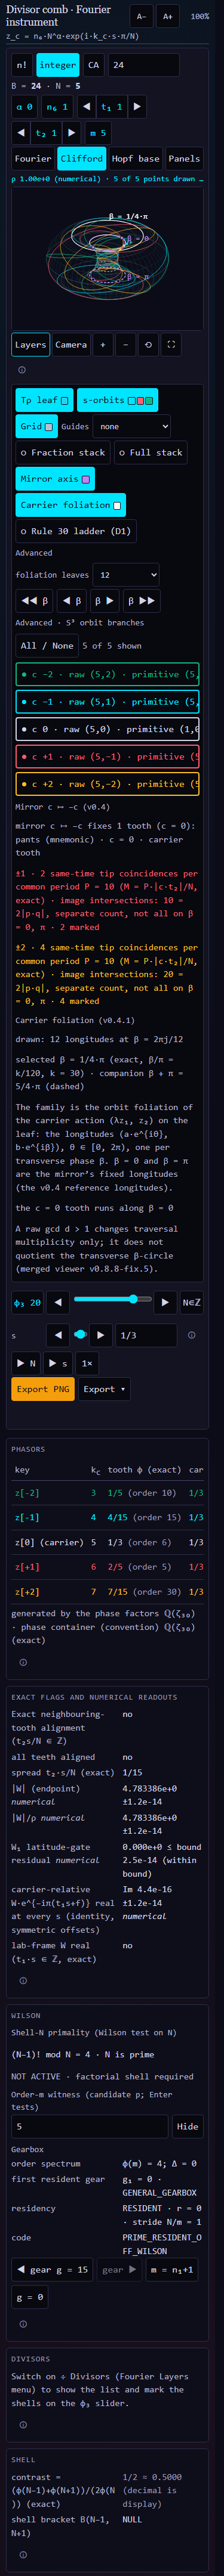 Divisor comb · Fourier instrument
A− A+ 100%
z_c = n₆·N^α·exp(i·k_c·s·π/N)
n! integer CA 24
B = 24 · N = 5
α 0 n₆ 1 ◀ t₁ 1 ▶
◀ t₂ 1 ▶ m 5
Fourier Clifford Hopf base Panels
ρ 1.00e+0 (numerical) · 5 of 5 points drawn …
β = 1/4·π
β = 0
β = π
Layers Camera + − ⟲ ⛶
ⓘ
Tρ leaf s-orbits
Grid Guides none
○ Fraction stack ○ Full stack
Mirror axis
Carrier foliation
○ Rule 30 ladder (D1)
Advanced
foliation leaves 12
◀◀ β ◀ β β ▶ β ▶▶
Advanced · S³ orbit branches
All / None 5 of 5 shown
● c −2 · raw (5,2) · primitive (5,
● c −1 · raw (5,1) · primitive (5,
● c 0 · raw (5,0) · primitive (1,0
● c +1 · raw (5,−1) · primitive (5
● c +2 · raw (5,−2) · primitive (5
Mirror c ↦ −c (v0.4)
mirror c ↦ −c fixes 1 tooth (c = 0):
pants (mnemonic) · c = 0 · carrier
tooth
±1 · 2 same-time tip coincidences per
common period P = 10 (M = P·|c·t₂|/N,
exact) · image intersections: 10 =
2|p·q|, separate count, not all on β
= 0, π · 2 marked
±2 · 4 same-time tip coincidences per
common period P = 10 (M = P·|c·t₂|/N,
exact) · image intersections: 20 =
2|p·q|, separate count, not all on β
= 0, π · 4 marked
Carrier foliation (v0.4.1)
drawn: 12 longitudes at β = 2πj/12
selected β = 1/4·π (exact, β/π =
k/120, k = 30) · companion β + π =
5/4·π (dashed)
The family is the orbit foliation of
the carrier action (λz₁, z₂) on the
leaf: the longitudes (a·e^{iθ},
b·e^{iβ}), θ ∈ [0, 2π), one per
transverse phase β. β = 0 and β = π
are the mirror’s fixed longitudes
(the v0.4 reference longitudes).
the c = 0 tooth runs along β = 0
A raw gcd d > 1 changes traversal
multiplicity only; it does not
quotient the transverse β-circle
(merged viewer v0.8.8-fix.5).
ϕ₃ 20 ◀ ▶ N∈ℤ
s ◀ ▶ 1/3 ⓘ
▶ N ▶ s 1×
Export PNG Export ▾
PHASORS
key k_c tooth ϕ (exact) car
z[-2] 3 1/5 (order 10) 1/3
z[-1] 4 4/15 (order 15) 1/3
z[0] (carrier) 5 1/3 (order 6) 1/3
z[+1] 6 2/5 (order 5) 1/3
z[+2] 7 7/15 (order 30) 1/3
generated by the phase factors ℚ(ζ₃₀)
· phase container (convention) ℚ(ζ₃₀)
(exact)
ⓘ
EXACT FLAGS AND NUMERICAL READOUTS
Exact neighbouring-tooth alignment (t₂s/N ∈ ℤ) no
all teeth aligned no
spread t₂·s/N (exact) 1/15
|W| (endpoint) numerical 4.783386e+0 ±1.2e-14
|W|/ρ numerical 4.783386e+0 ±1.2e-14
W₁ latitude-gate residual numerical 0.000e+0 ≤ bound 2.5e-14 (within bound)
carrier-relative W·e^{−iπ(t₁s+f)} real at every s (identity, symmetric offsets) Im 4.4e-16 ±1.2e-14 numerical
lab-frame W real (t₁·s ∈ ℤ, exact) no
ⓘ
WILSON
Shell-N primality (Wilson test on N)
(N−1)! mod N = 4 · N is prime
NOT ACTIVE · factorial shell required
Order-m witness (candidate p; Enter
tests)
5 Hide
Gearbox
order spectrum ϕ(m) = 4; Δ = 0
first resident gear g₁ = 0 · GENERAL_GEARBOX
residency RESIDENT · r = 0 · stride N/m = 1
code PRIME_RESIDENT_OFF_WILSON
◀ gear g = 15 gear ▶ m = n₁+1
g = 0
ⓘ
DIVISORS
Switch on ÷ Divisors (Fourier Layers
menu) to show the list and mark the
shells on the ϕ₃ slider.
ⓘ
SHELL
contrast = (ϕ(N−1)+ϕ(N+1))/(2ϕ(N)) (exact) 1/2 ≈ 0.5000 (decimal is display)
shell bracket B(N−1, N+1) NULL
ⓘ